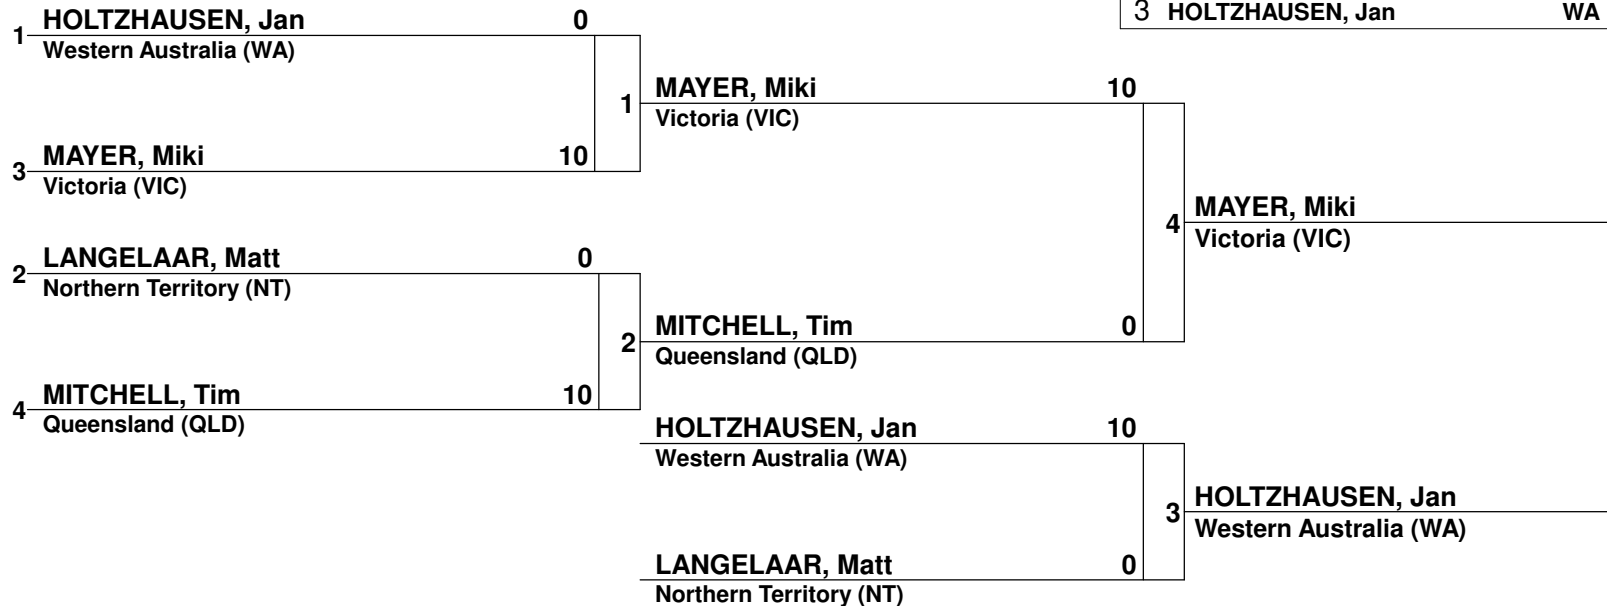 3 HOLTZHAUSEN, Jan WA
HOLTZHAUSEN, Jan 0
1
Western Australia (WA)
MAYER, Miki 10
1
Victoria (VIC)
MAYER, Miki 10
3
Victoria (VIC)
MAYER, Miki
4
Victoria (VIC)
LANGELAAR, Matt 0
2
Northern Territory (NT)
MITCHELL, Tim 0
2
Queensland (QLD)
MITCHELL, Tim 10
4
Queensland (QLD)
HOLTZHAUSEN, Jan 10
Western Australia (WA)
HOLTZHAUSEN, Jan
3
Western Australia (WA)
LANGELAAR, Matt 0
Northern Territory (NT)